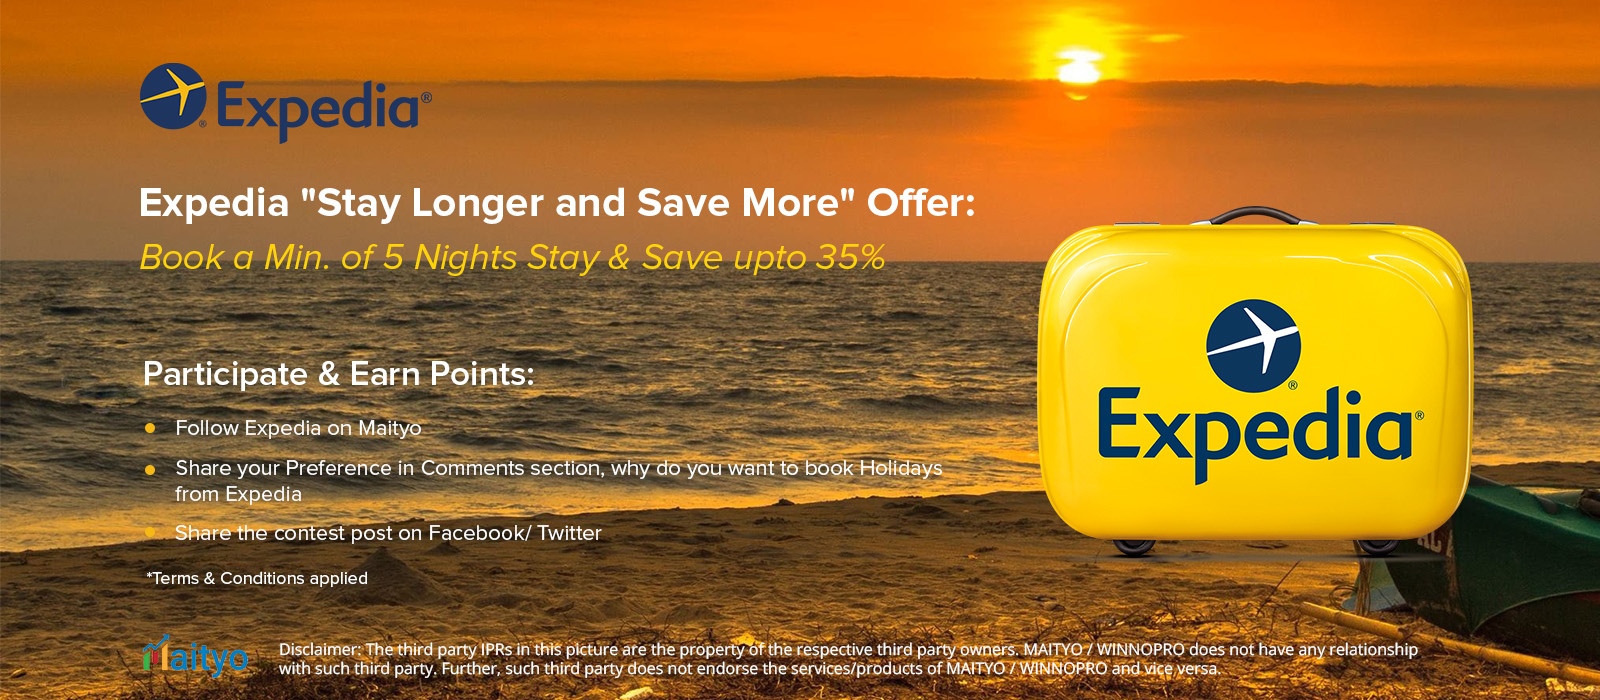 Expedia®
Expedia "Stay Longer and Save More" Offer:
Book a Min. of 5 Nights Stay & Save upto 35%
Participate & Earn Points:
Follow Expedia on Maityo
Share your Preference in Comments section, why do you want to book Holidays
from Expedia
Share the contest post on Facebook/ Twitter
*Terms & Conditions applied
Expedia®
Maityo
Disclaimer: The third party IPRs in this picture are the property of the respective third party owners. MAITYO / WINNOPRO does not have any relationship
with such third party. Further, such third party does not endorse the services/products of MAITYO / WINNOPRO and vice versa.